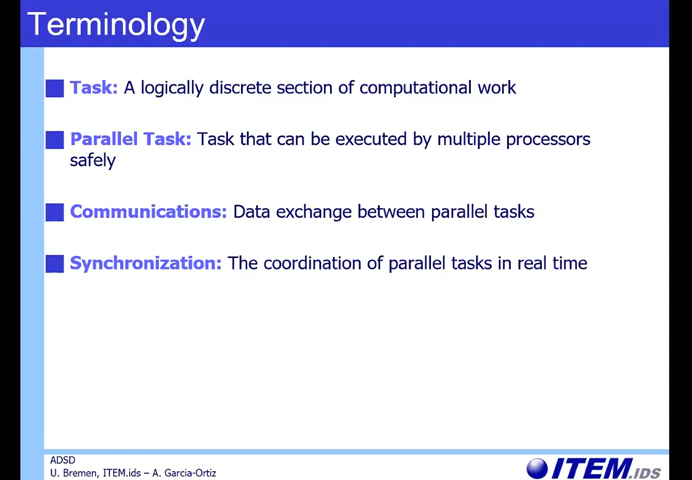 Terminology
Task: A logically discrete section of computational work
Parallel Task: Task that can be executed by multiple processors
safely
Communications: Data exchange between parallel tasks
Synchronization: The coordination of parallel tasks in real time
ADSD
U. Bremen, ITEM.ids – A. Garcia-Ortiz
ITEM.IDS